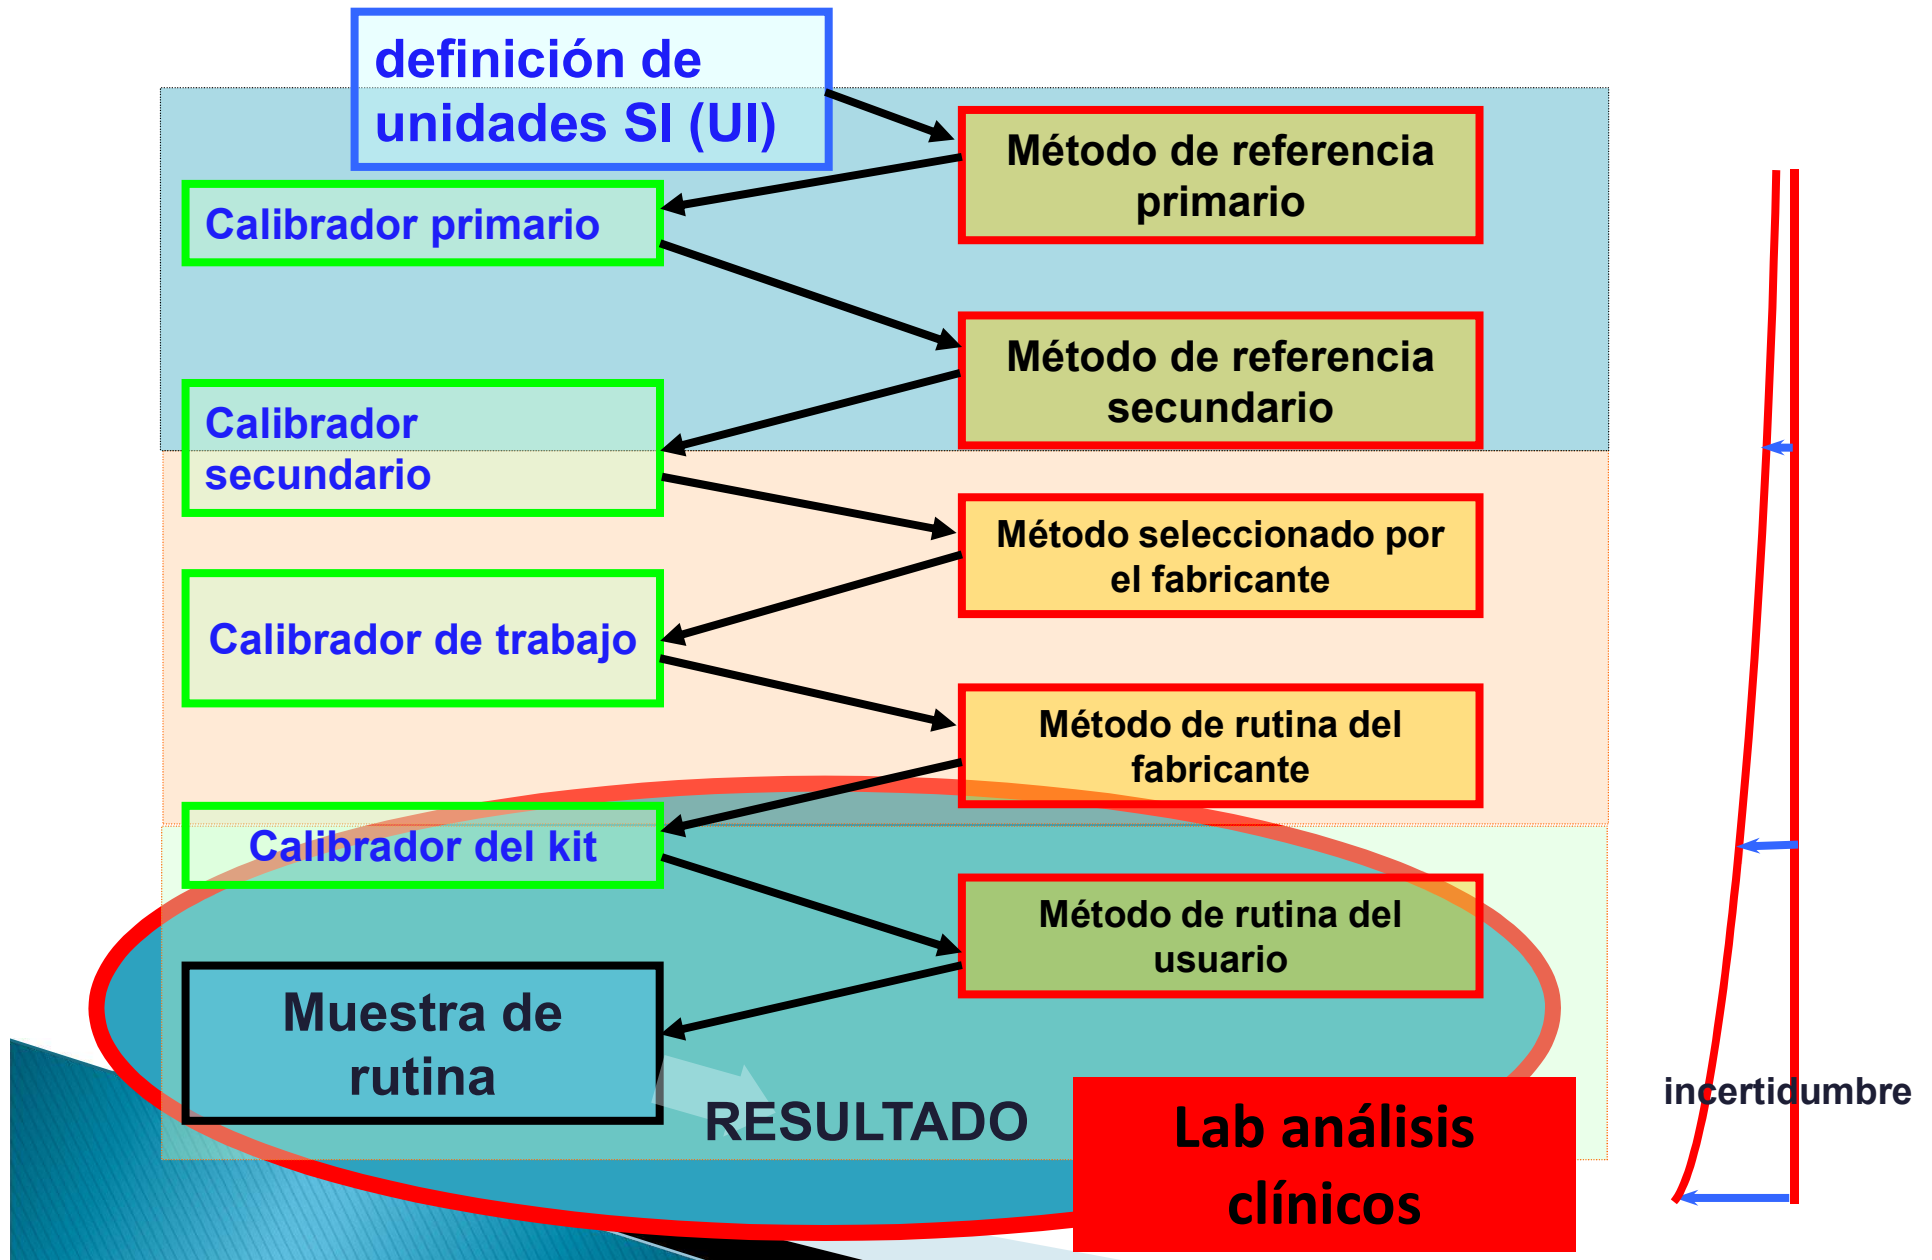 definición de
unidades SI (UI)
Método de referencia
primario
Calibrador primario
Método de referencia
secundario
Calibrador
secundario
Método seleccionado por
el fabricante
Calibrador de trabajo
Método de rutina del
fabricante
Calibrador del kit
Método de rutina del
usuario
Muestra de
rutina
RESULTADO
Lab análisis
clínicos
incertidumbre